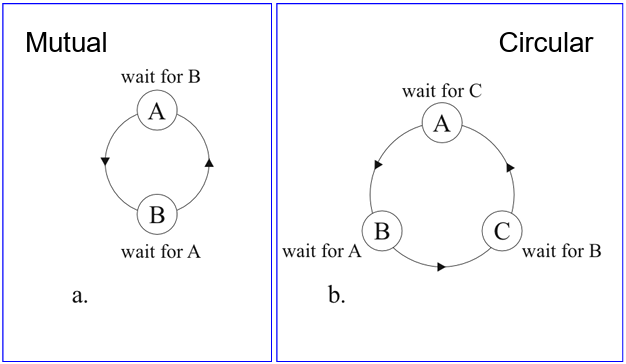 Mutual
wait for B
A
B
wait for A
a.
Circular
wait for C
A
B
C
wait for A
wait for B
b.